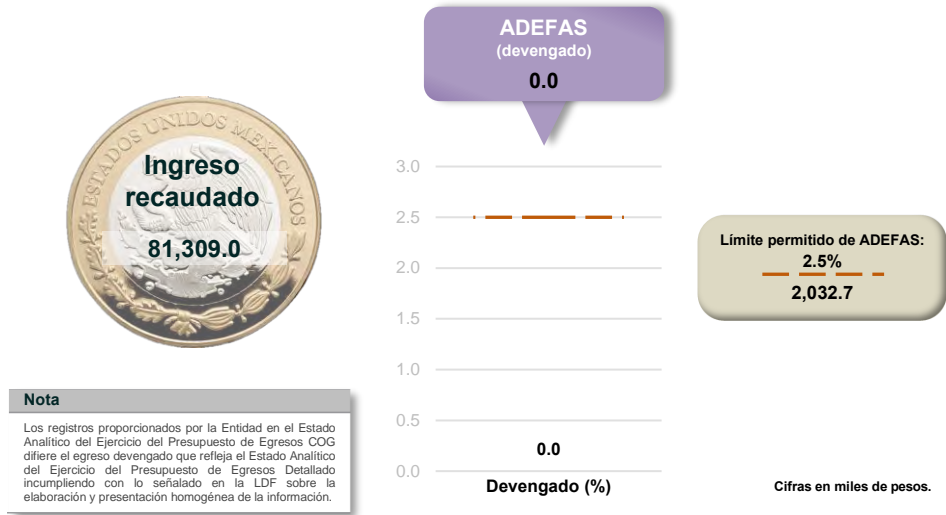 ADEFAS
(devengado)
0.0
ESTADOS UNIDOS MEXICANOS
Ingreso
recaudado
81,309.0
3.0
2.5
2.0
1.5
1.0
0.5
0.0
0.0
Devengado (%)
Límite permitido de ADEFAS:
2.5%
2,032.7
Nota
Los registros proporcionados por la Entidad en el Estado
Analítico del Ejercicio del Presupuesto de Egresos COG
difiere el egreso devengado que refleja el Estado Analítico
del Ejercicio del Presupuesto de Egresos Detallado
incumpliendo con lo señalado en la LDF sobre la
elaboración y presentación homogénea de la información.
Cifras en miles de pesos.